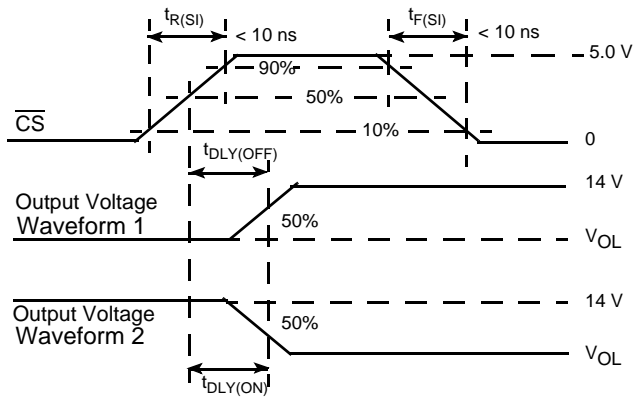 tR(SI) < 10 ns tF(SI) < 10 ns
5.0 V
90%
50%
CS
10%
0
tDLY(OFF)
14 V
Output Voltage
Waveform 1
50%
VOL
14 V
Output Voltage
Waveform 2
50%
VOL
tDLY(ON)